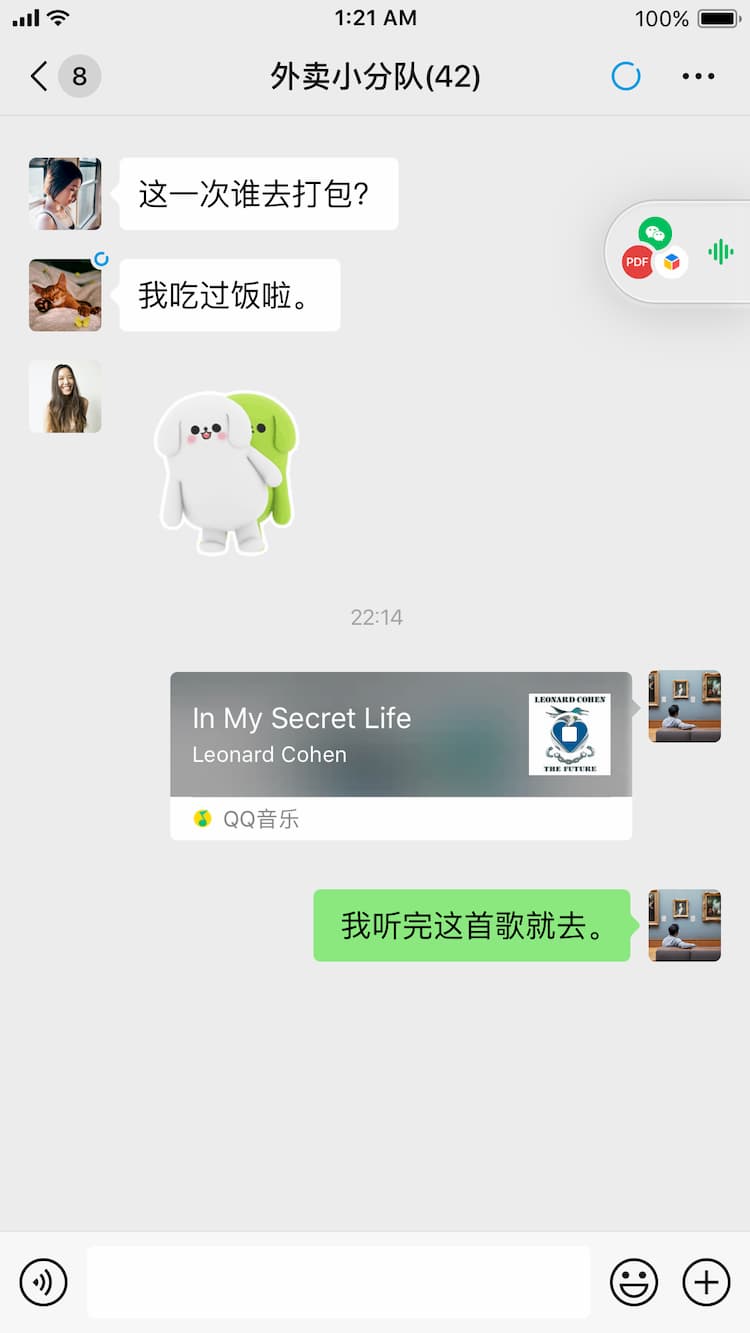 1:21 AM
100%
8
外卖小分队(42)
这一次谁去打包?
PDF
我吃过饭啦。
22:14
In My Secret Life
Leonard Cohen
LEONARD COHEN
THE FUTURE
QQ音乐
我听完这首歌就去。